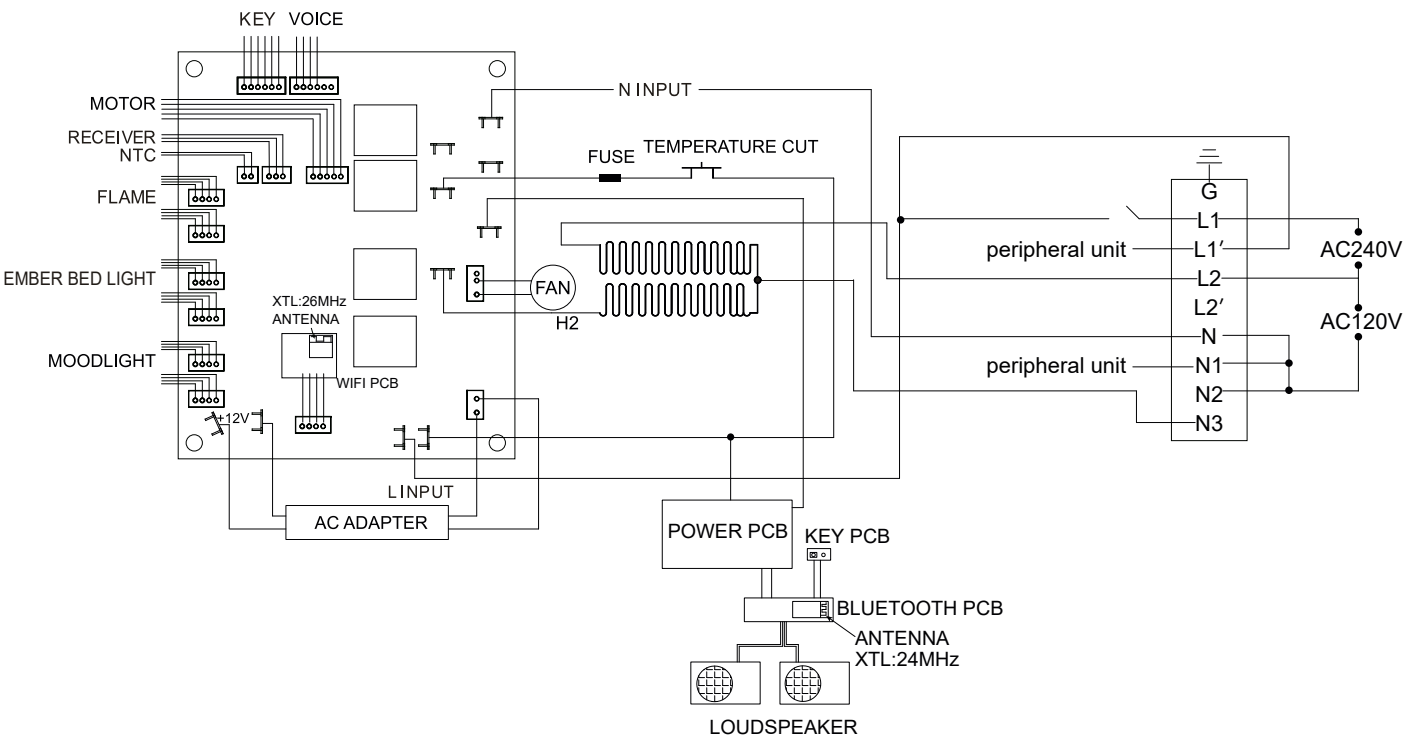 KEY VOICE
MOTOR
N INPUT
RECEIVER
NTC
FUSE
TEMPERATURE CUT
G
FLAME
L1
peripheral unit
L1′
AC240V
EMBER BED LIGHT
L2
FAN
XTL:26MHz
ANTENNA
H2
L2′
AC120V
N
MOODLIGHT
peripheral unit
N1
WIFI PCB
N2
+12V
N3
L INPUT
AC ADAPTER
POWER PCB
KEY PCB
BLUETOOTH PCB
ANTENNA
XTL:24MHz
LOUDSPEAKER